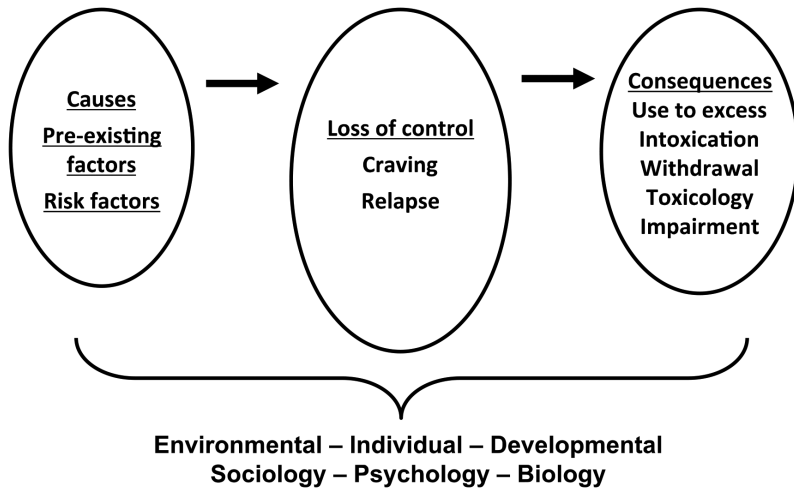 Causes
Pre-existing
factors
Risk factors
Loss of control
Craving
Relapse
Consequences
Use to excess
Intoxication
Withdrawal
Toxicology
Impairment
Environmental – Individual – Developmental
Sociology – Psychology – Biology